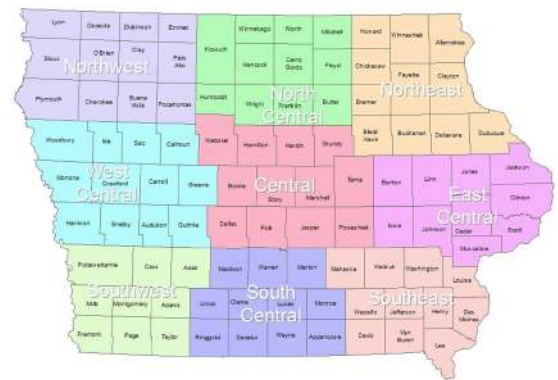 Lyon Osceola Dickinson Emmet
Sioux O'Brien Clay Palo Alto
Northwest
Plymouth Cherokee Buena Vista Pocahontas
Kossuth Winnebago Worth Mitchell
Hancock Cerro Gordo Floyd
Humboldt Wright Franklin Butler
North Central
Howard Winneshiek Allamakee
Chickasaw Fayette Clayton
Northeast
Bremer
Black Hawk Buchanan Delaware Dubuque
Woodbury Ida Sac Calhoun
Monona Crawford Carroll Greene
West Central
Harrison Shelby Audubon Guthrie
Webster Hamilton Hardin Grundy
Boone Story Marshall Tama
Central
Dallas Polk Jasper Poweshiek
Benton Linn Jones Jackson
Clinton
East Central
Iowa Johnson Cedar Scott
Muscatine
Pottawattamie Cass Adair
Southwest
Mills Montgomery Adams
Fremont Page Taylor
Madison Warren Marion
South Central
Union Clarke Lucas Monroe
Ringgold Decatur Wayne Appanoose
Mahaska Keokuk Washington
Louisa
Southeast
Wapello Jefferson Henry Des Moines
Davis Van Buren Lee